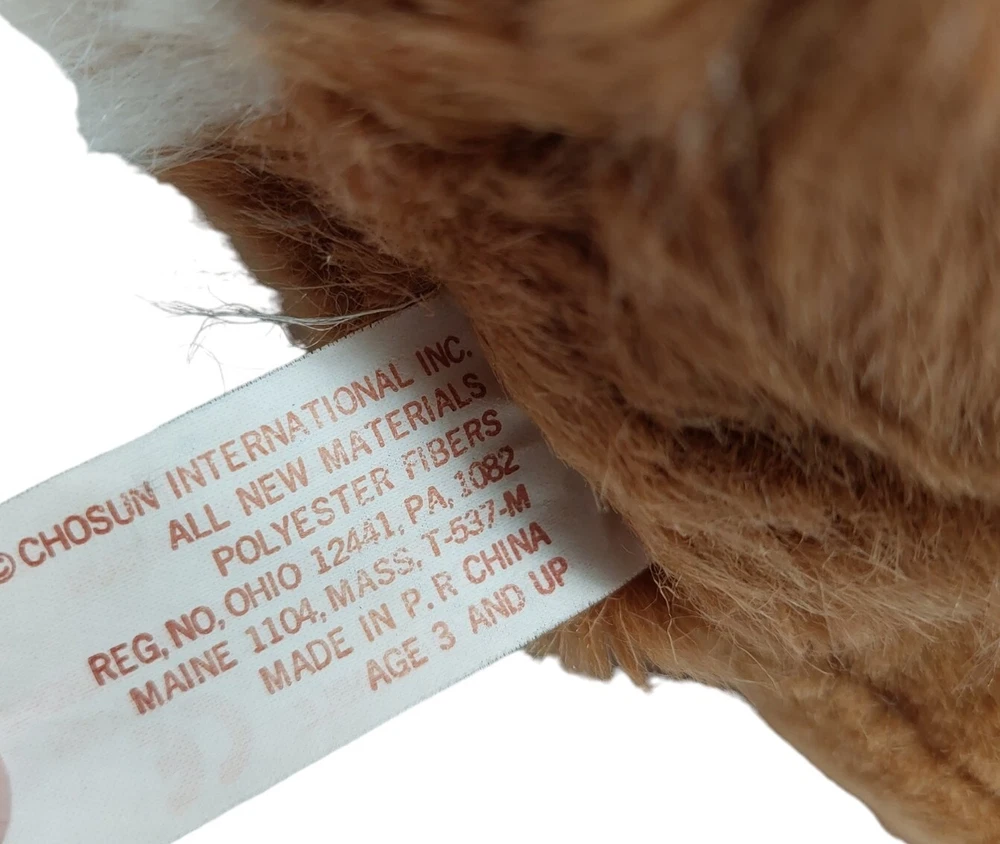 © CHOSUN INTERNATIONAL INC.
ALL NEW MATERIALS
POLYESTER FIBERS
REG, NO, OHIO 12441, PA, 1082
MAINE 1104, MASS, T-537-M
MADE IN P. R CHINA
AGE 3 AND UP